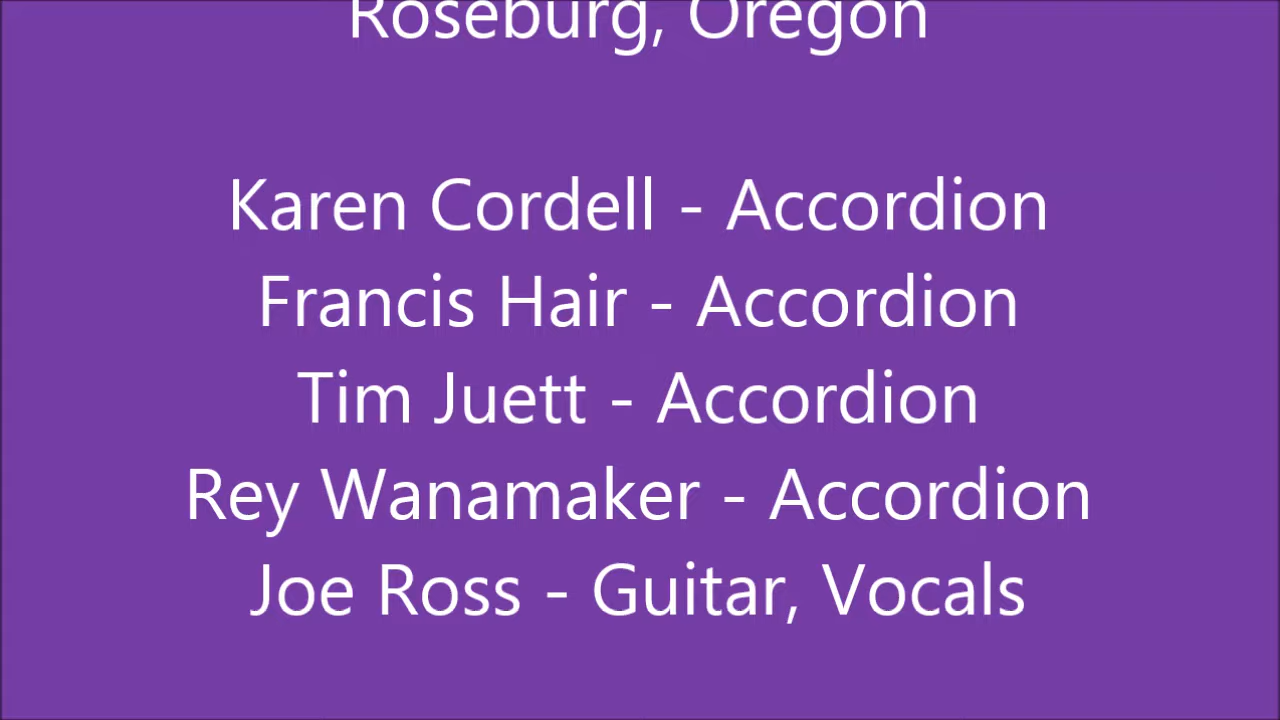 Roseburg, Oregon
Karen Cordell - Accordion
Francis Hair - Accordion
Tim Juett - Accordion
Rey Wanamaker - Accordion
Joe Ross - Guitar, Vocals